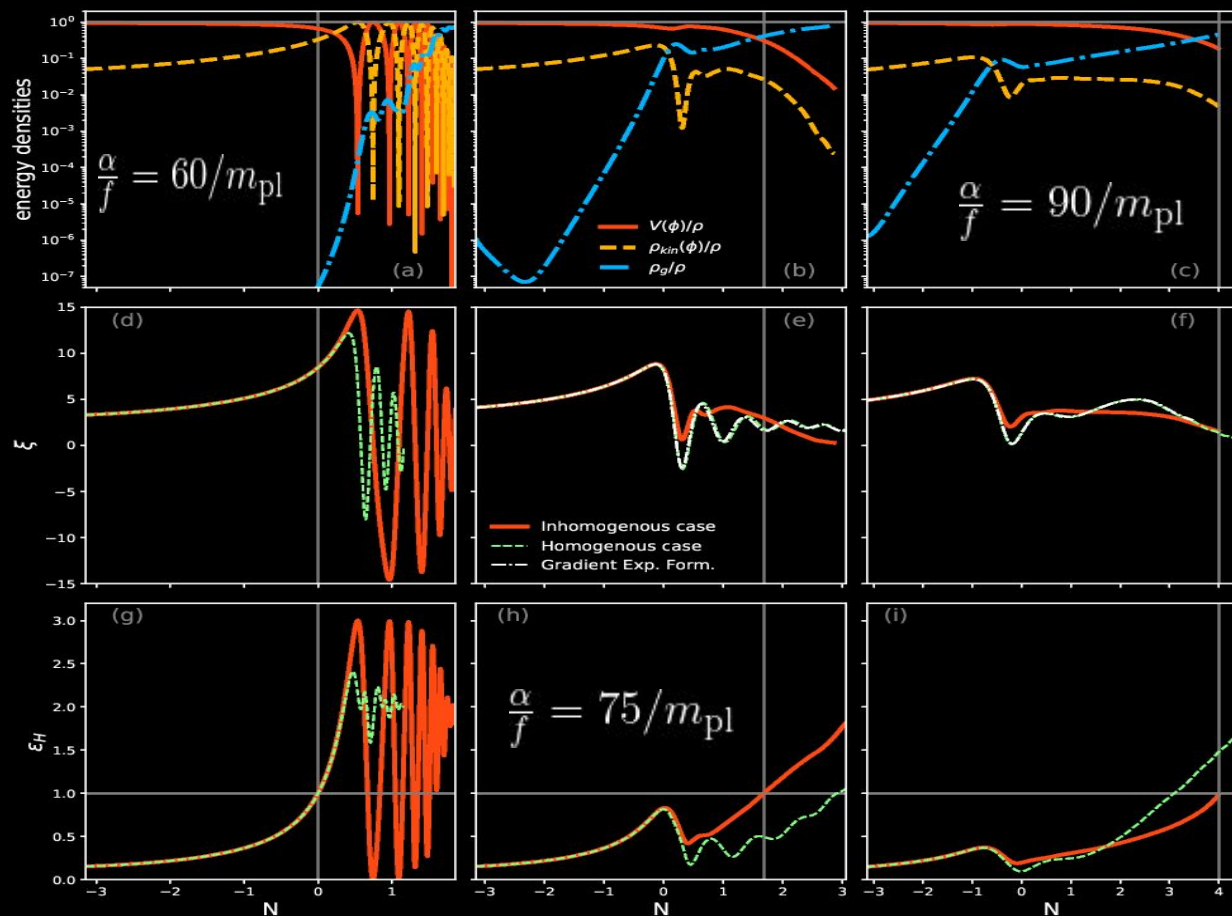 energy densities
10⁰
10⁻¹
10⁻²
10⁻³
10⁻⁴
10⁻⁵
10⁻⁶
10⁻⁷
α/f = 60/m_pl
(a)
V(ϕ)/ρ
ρ_kin(ϕ)/ρ
ρ_g/ρ
(b)
α/f = 90/m_pl
(c)
ξ
15
10
5
0
−5
−10
−15
(d)
(e)
Inhomogenous case
Homogenous case
Gradient Exp. Form.
(f)
ε_H
3.0
2.5
2.0
1.5
1.0
0.5
0.0
(g)
(h)
α/f = 75/m_pl
(i)
−3 −2 −1 0 1
N
−3 −2 −1 0 1 2 3
N
−3 −2 −1 0 1 2 3 4
N